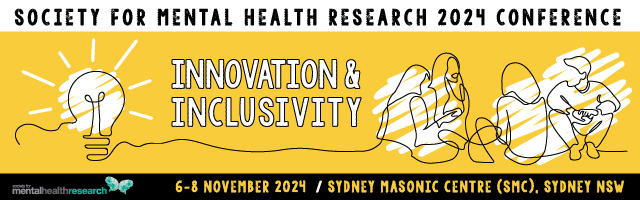 SOCIETY FOR MENTAL HEALTH RESEARCH 2024 CONFERENCE
INNOVATION &
INCLUSIVITY
society for
mentalhealthresearch
6-8 NOVEMBER 2024 / SYDNEY MASONIC CENTRE (SMC), SYDNEY NSW